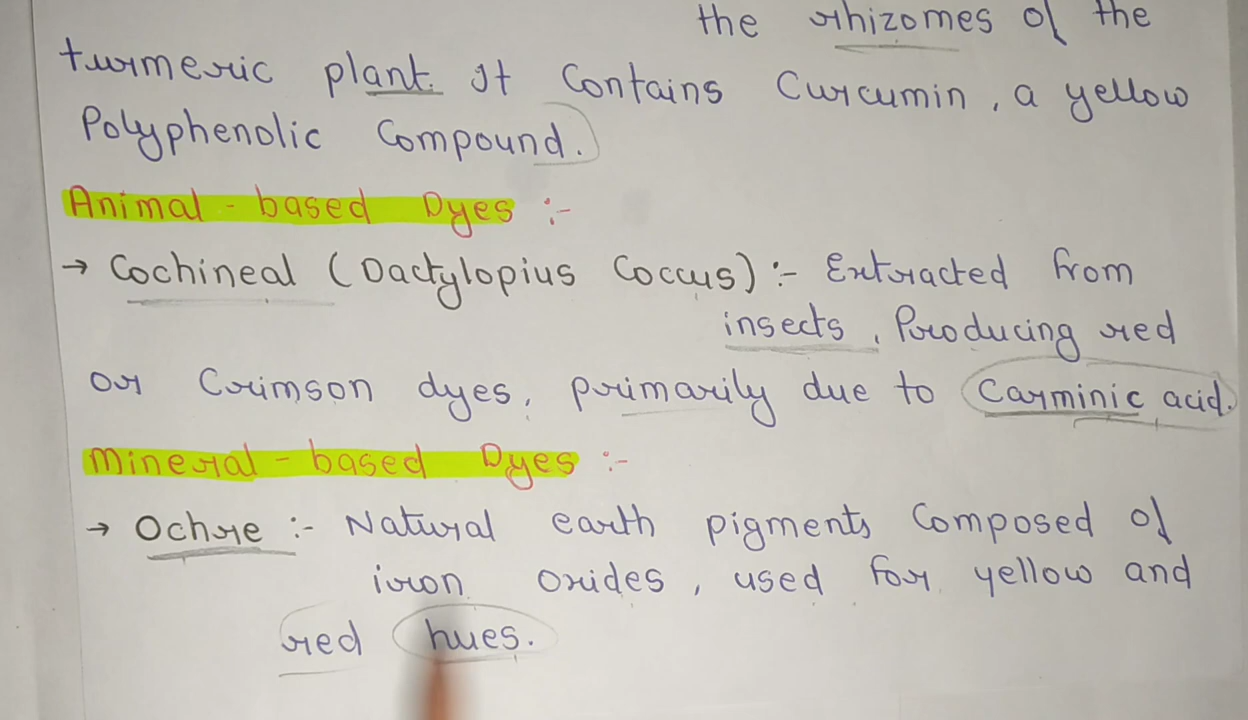 the rhizomes of the
turmeric plant. It Contains Curcumin, a yellow
Polyphenolic Compound.
Animal - based Dyes :-
→ Cochineal (Dactylopius Coccus) :- Extracted from
insects, Producing red
or Crimson dyes, primarily due to Carminic acid.
Mineral - based Dyes :-
→ Ochre :- Natural earth pigments Composed of
iron oxides, used for yellow and
red hues.